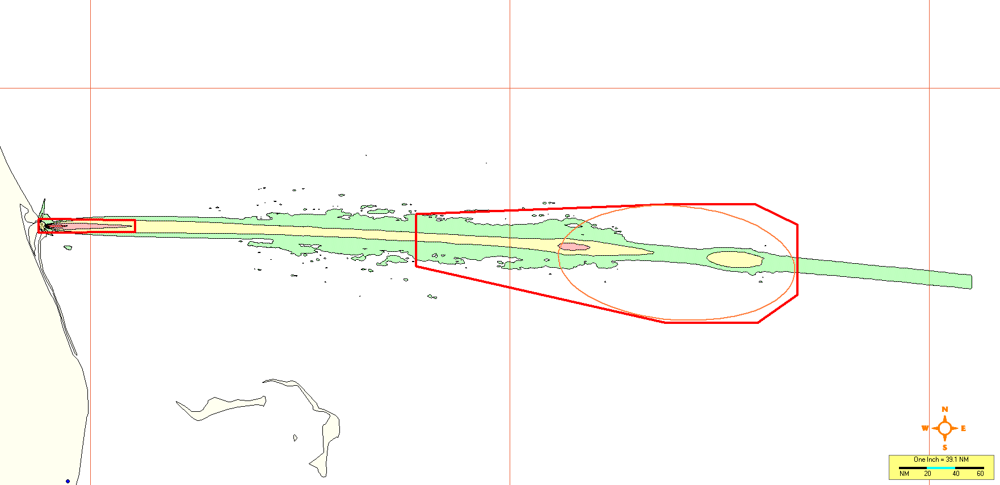 N
W E
S
One Inch = 39.1 NM
NM 20 40 60